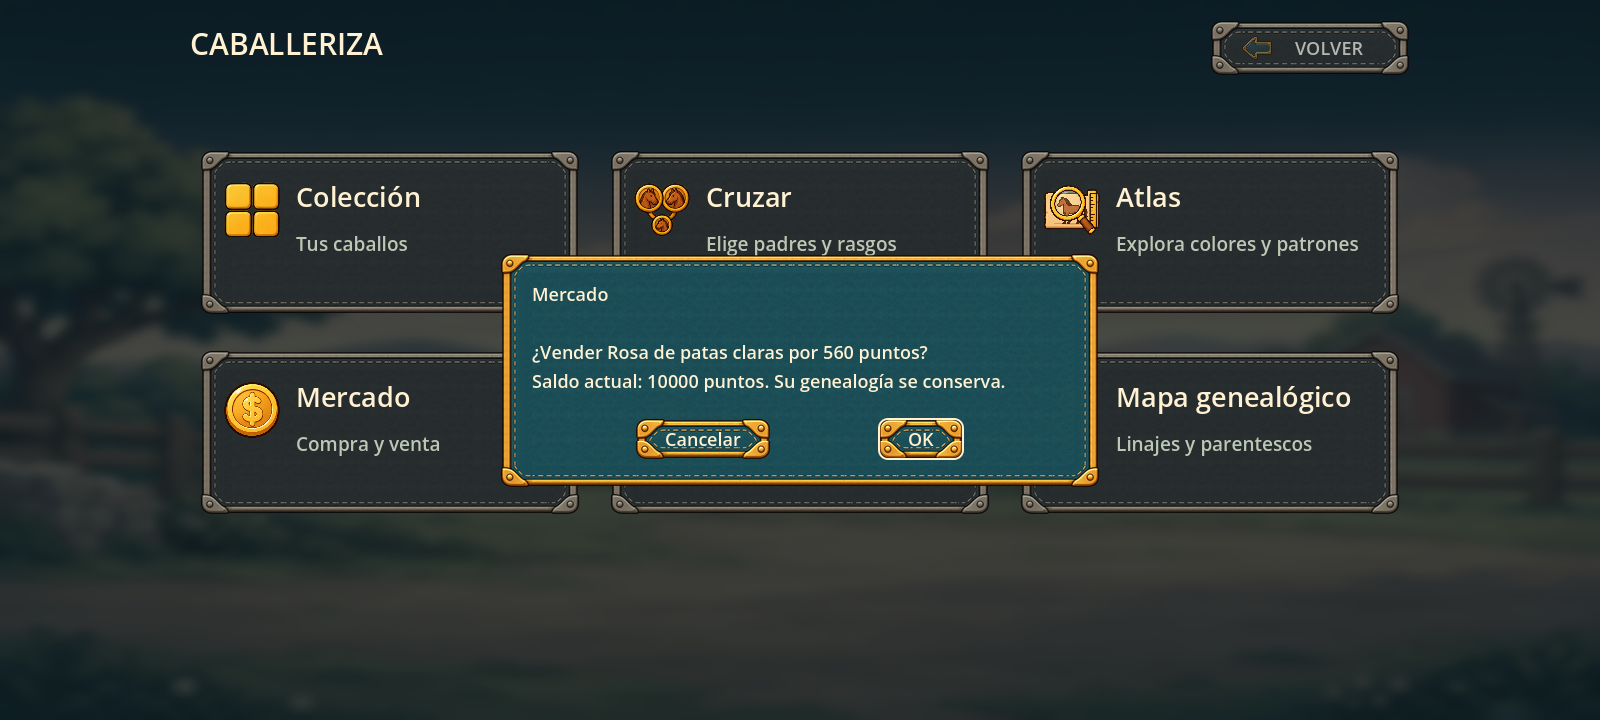 CABALLERIZA
VOLVER
Colección
Tus caballos
Cruzar
Elige padres y rasgos
Atlas
Explora colores y patrones
Mercado
¿Vender Rosa de patas claras por 560 puntos?
Saldo actual: 10000 puntos. Su genealogía se conserva.
Cancelar
OK
Mercado
Compra y venta
Mapa genealógico
Linajes y parentescos